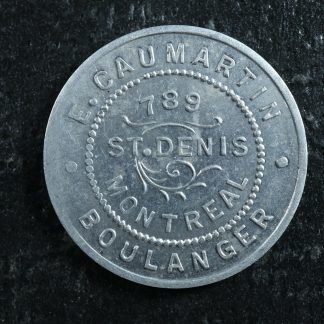 E. CAUMARTIN
789
ST. DENIS
MONTREAL
BOULANGER